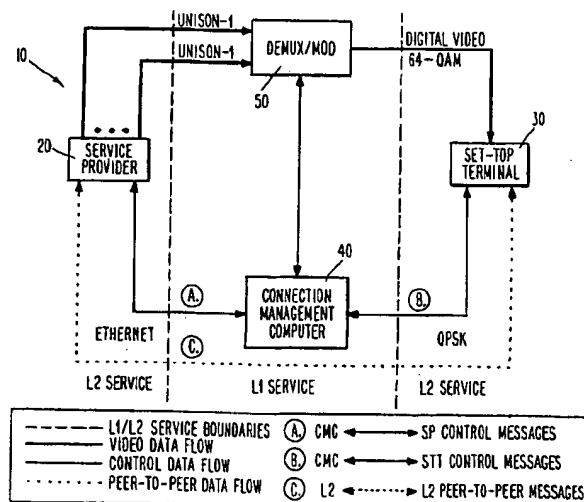 UNISON-1
UNISON-1
10
DEMUX/MOD
50
DIGITAL VIDEO
64-QAM
20
SERVICE
PROVIDER
30
SET-TOP
TERMINAL
40
CONNECTION
MANAGEMENT
COMPUTER
A.
B.
ETHERNET
C.
QPSK
L2 SERVICE
L1 SERVICE
L2 SERVICE
L1/L2 SERVICE BOUNDARIES
VIDEO DATA FLOW
CONTROL DATA FLOW
PEER-TO-PEER DATA FLOW
A. CMC SP CONTROL MESSAGES
B. CMC STT CONTROL MESSAGES
C. L2 L2 PEER-TO-PEER MESSAGES